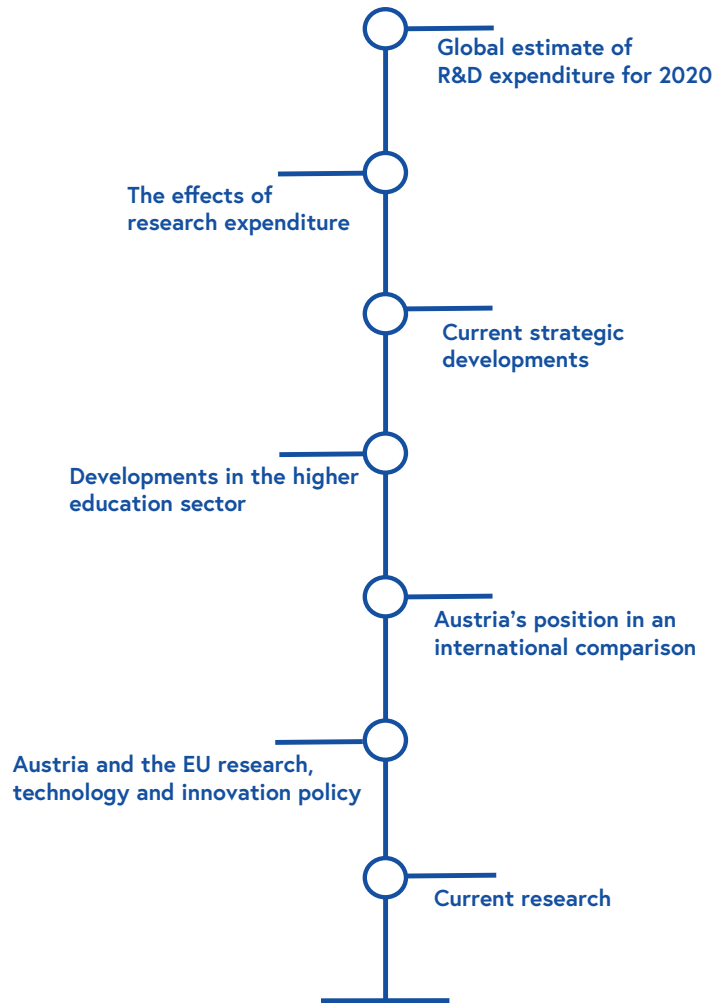 Global estimate of
R&D expenditure for 2020
The effects of
research expenditure
Current strategic
developments
Developments in the higher
education sector
Austria’s position in an
international comparison
Austria and the EU research,
technology and innovation policy
Current research